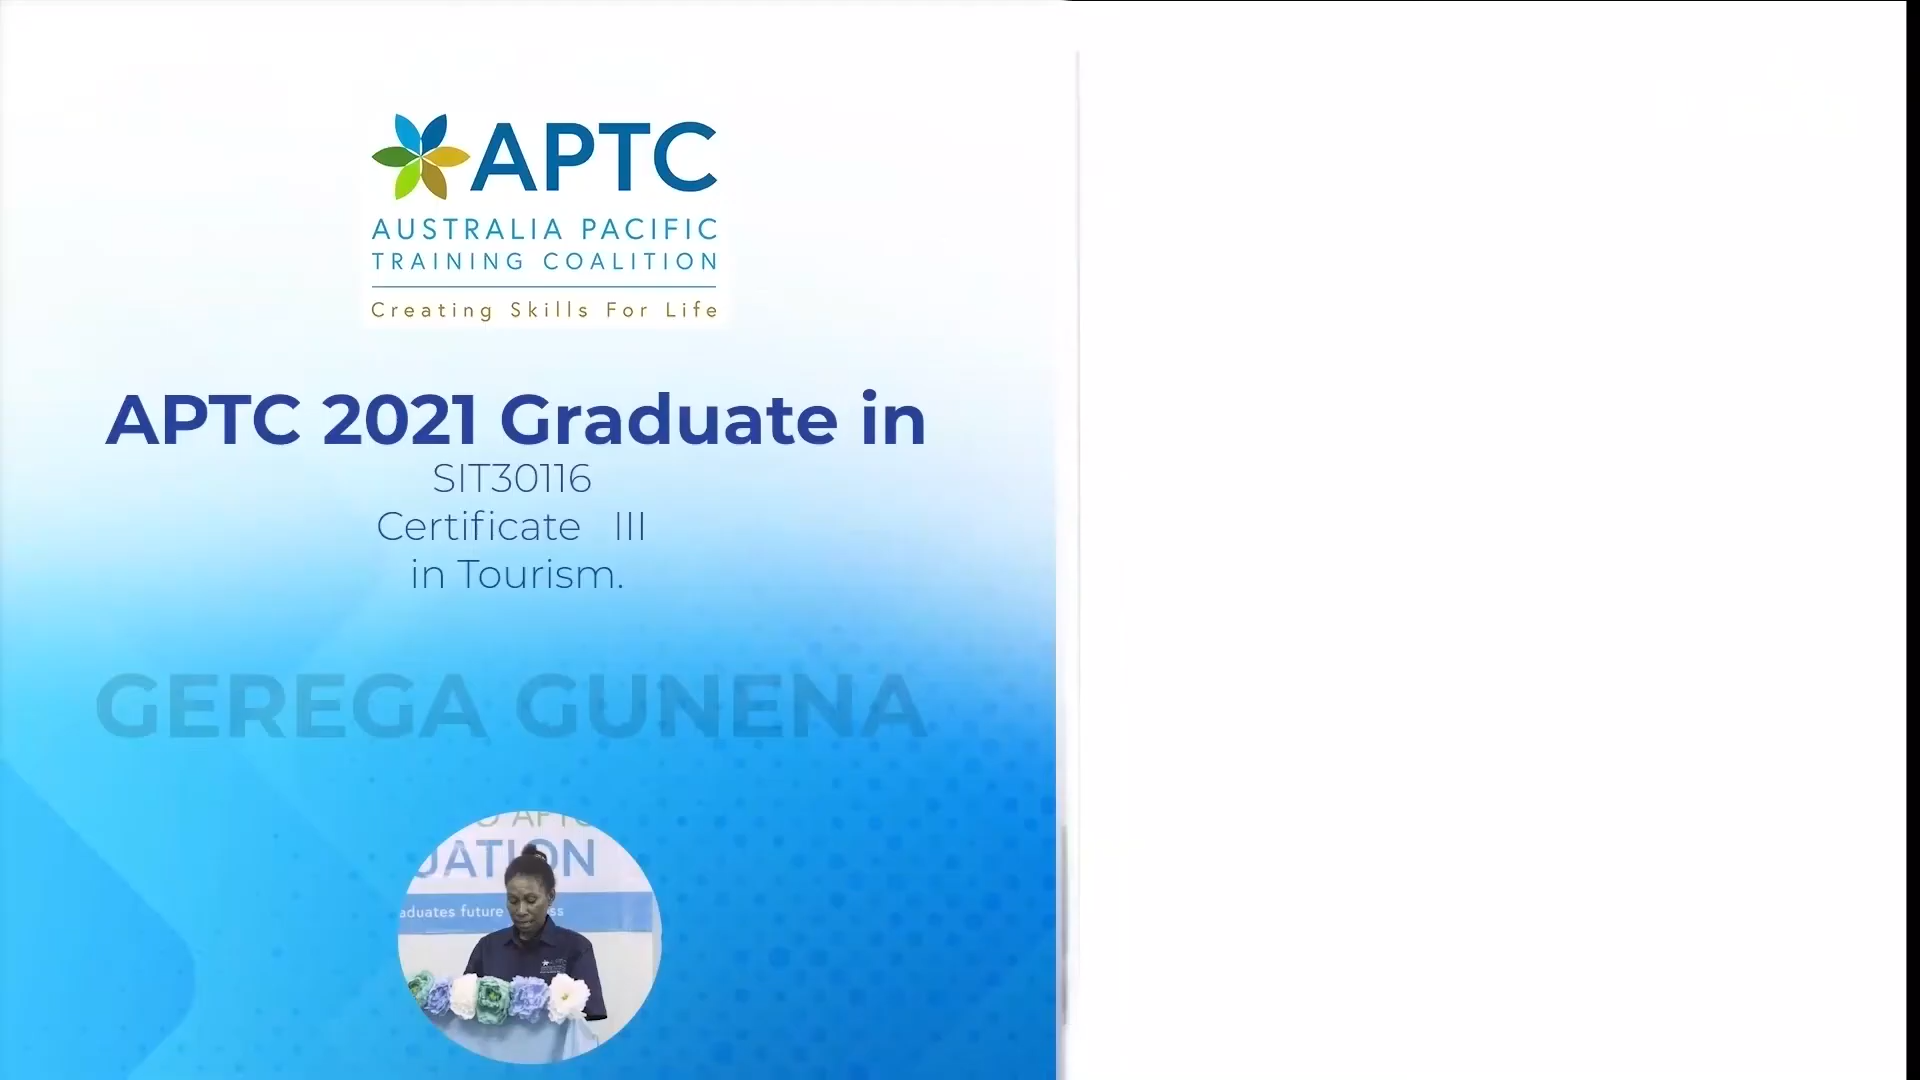 APTC
AUSTRALIA PACIFIC
TRAINING COALITION
Creating Skills For Life
APTC 2021 Graduate in
SIT30116
Certificate III
in Tourism.
GEREGA GUNENA
UATION
aduates future